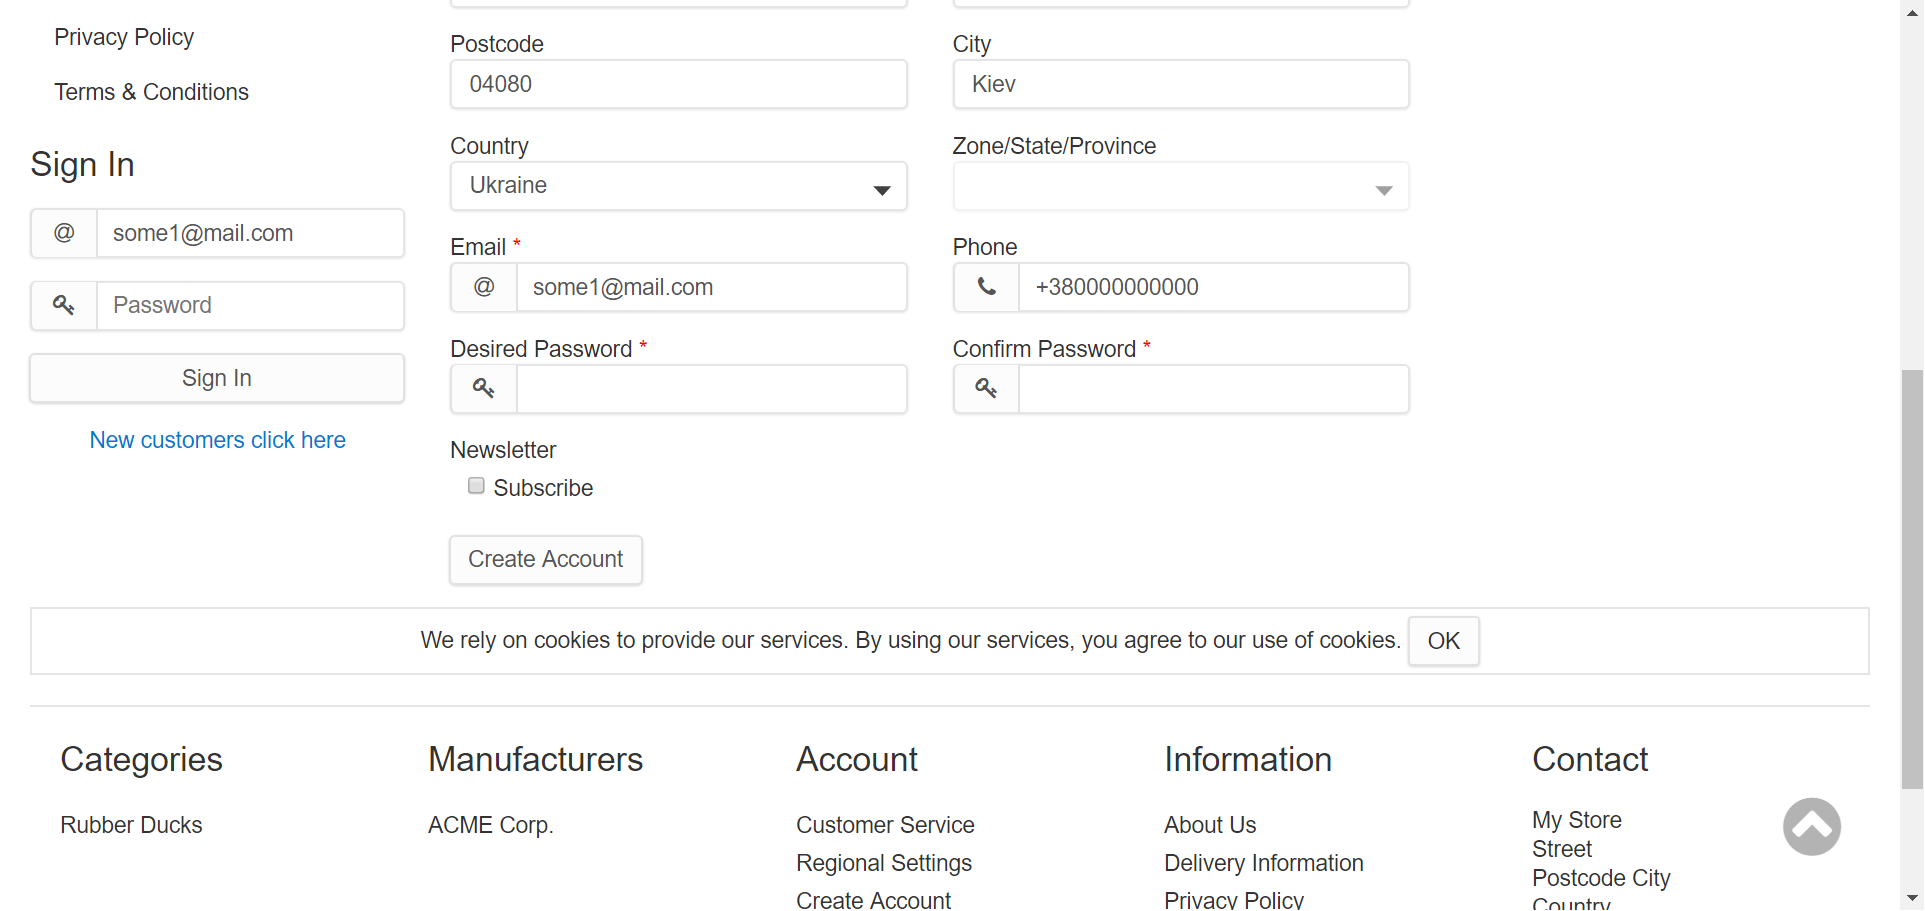 Privacy Policy
Terms & Conditions
Sign In
@ some1@mail.com
Password
Sign In
New customers click here
Postcode
04080
City
Kiev
Country
Ukraine
Zone/State/Province
Email *
@ some1@mail.com
Phone
+380000000000
Desired Password *
Confirm Password *
Newsletter
Subscribe
Create Account
We rely on cookies to provide our services. By using our services, you agree to our use of cookies. OK
Categories
Rubber Ducks
Manufacturers
ACME Corp.
Account
Customer Service
Regional Settings
Create Account
Information
About Us
Delivery Information
Privacy Policy
Contact
My Store
Street
Postcode City
Country